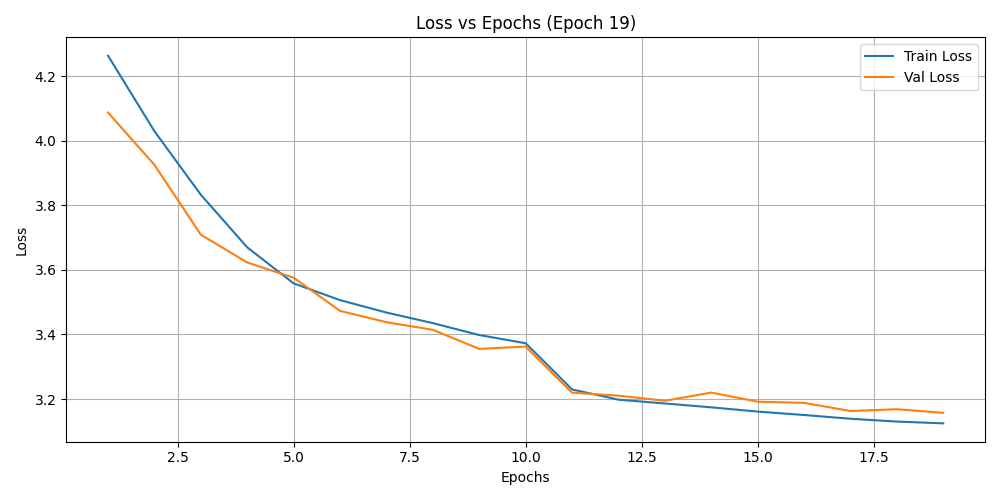 Loss vs Epochs (Epoch 19)
Train Loss
Val Loss
4.2
4.0
3.8
3.6
3.4
3.2
Loss
2.5 5.0 7.5 10.0 12.5 15.0 17.5
Epochs